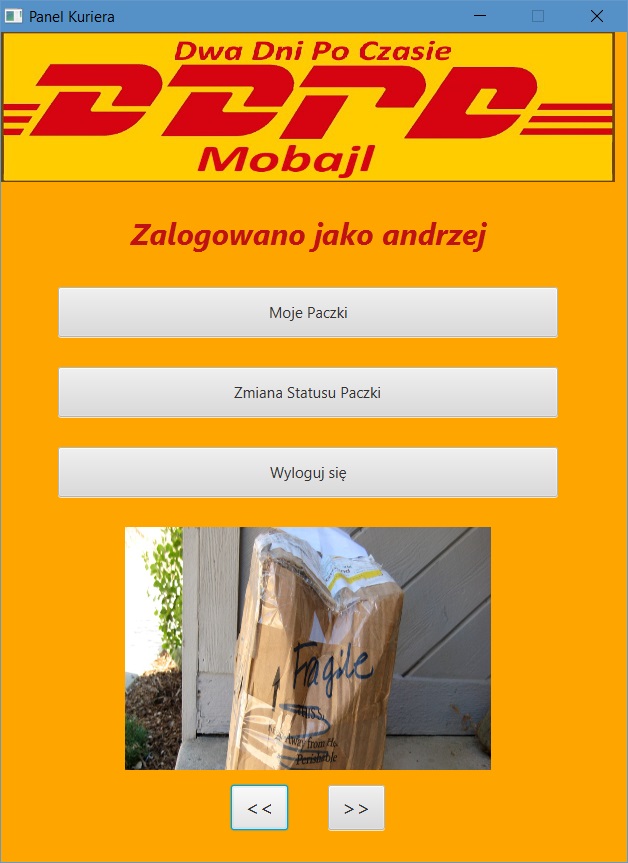 Panel Kuriera
Dwa Dni Po Czasie
DDPD
Mobajl
Zalogowano jako andrzej
Moje Paczki
Zmiana Statusu Paczki
Wyloguj się
Fragile
Away from He
Perishable
<< >>